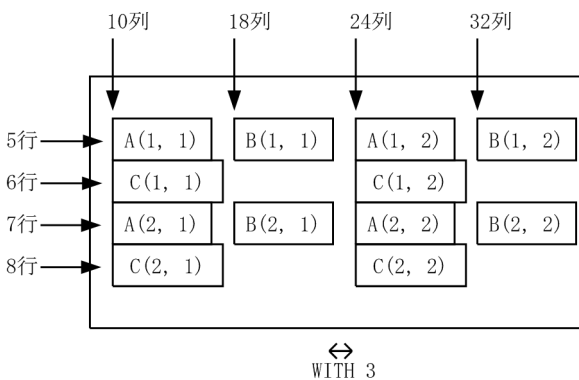 10列 18列 24列 32列
5行 A(1, 1) B(1, 1) A(1, 2) B(1, 2)
6行 C(1, 1) C(1, 2)
7行 A(2, 1) B(2, 1) A(2, 2) B(2, 2)
8行 C(2, 1) C(2, 2)
WITH 3